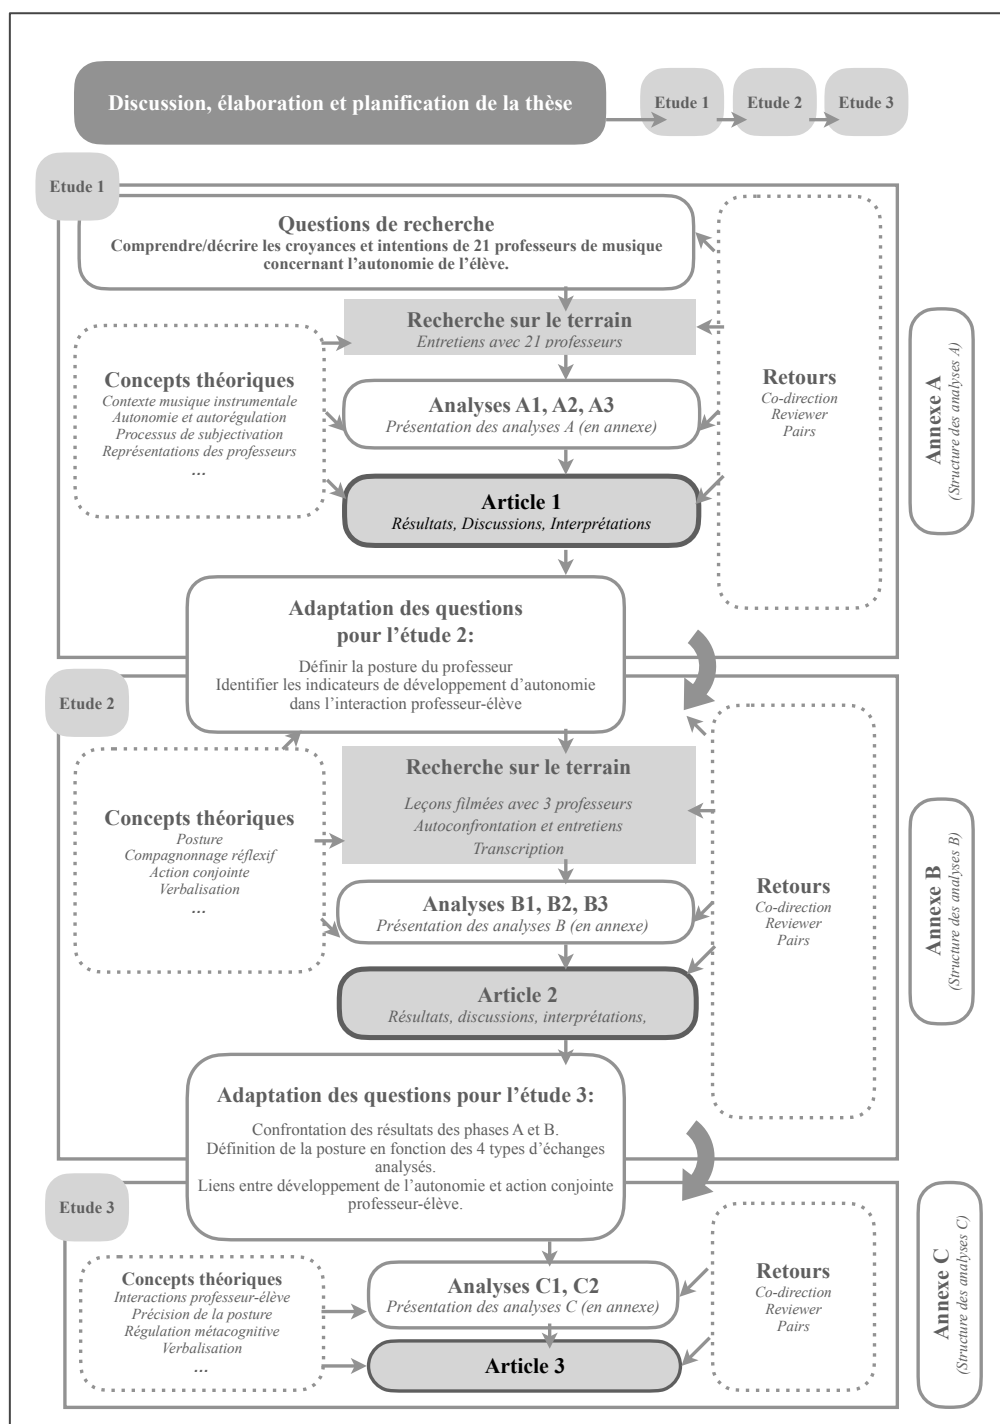 Discussion, élaboration et planification de la thèse
Etude 1
Etude 2
Etude 3
Etude 1
Questions de recherche
Comprendre/décrire les croyances et intentions de 21 professeurs de musique
concernant l’autonomie de l’élève.
Recherche sur le terrain
Entretiens avec 21 professeurs
Concepts théoriques
Contexte musique instrumentale
Autonomie et autorégulation
Processus de subjectivation
Représentations des professeurs
...
Analyses A1, A2, A3
Présentation des analyses A (en annexe)
Article 1
Résultats, Discussions, Interprétations
Retours
Co-direction
Reviewer
Pairs
Annexe A
(Structure des analyses A)
Adaptation des questions
pour l’étude 2:
Définir la posture du professeur
Identifier les indicateurs de développement d’autonomie
dans l’interaction professeur-élève
Etude 2
Recherche sur le terrain
Leçons filmées avec 3 professeurs
Autoconfrontation et entretiens
Transcription
Concepts théoriques
Posture
Compagnonnage réflexif
Action conjointe
Verbalisation
...
Analyses B1, B2, B3
Présentation des analyses B (en annexe)
Article 2
Résultats, discussions, interprétations,
Retours
Co-direction
Reviewer
Pairs
Annexe B
(Structure des analyses B)
Adaptation des questions pour l’étude 3:
Confrontation des résultats des phases A et B.
Définition de la posture en fonction des 4 types d’échanges
analysés.
Liens entre développement de l’autonomie et action conjointe
professeur-élève.
Etude 3
Concepts théoriques
Interactions professeur-élève
Précision de la posture
Régulation métacognitive
Verbalisation
...
Analyses C1, C2
Présentation des analyses C (en annexe)
Article 3
Retours
Co-direction
Reviewer
Pairs
Annexe C
(Structure des analyses C)